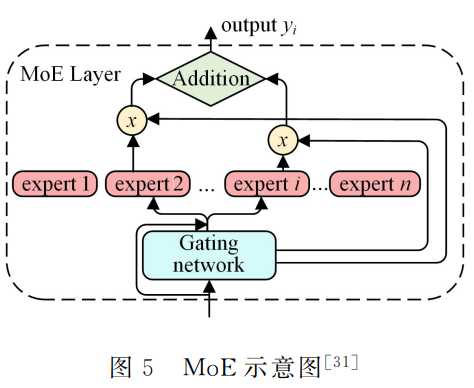 output yᵢ
MoE Layer
Addition
x
x
expert 1 expert 2 ... expert i ... expert n
Gating
network
图 5 MoE 示意图[31]